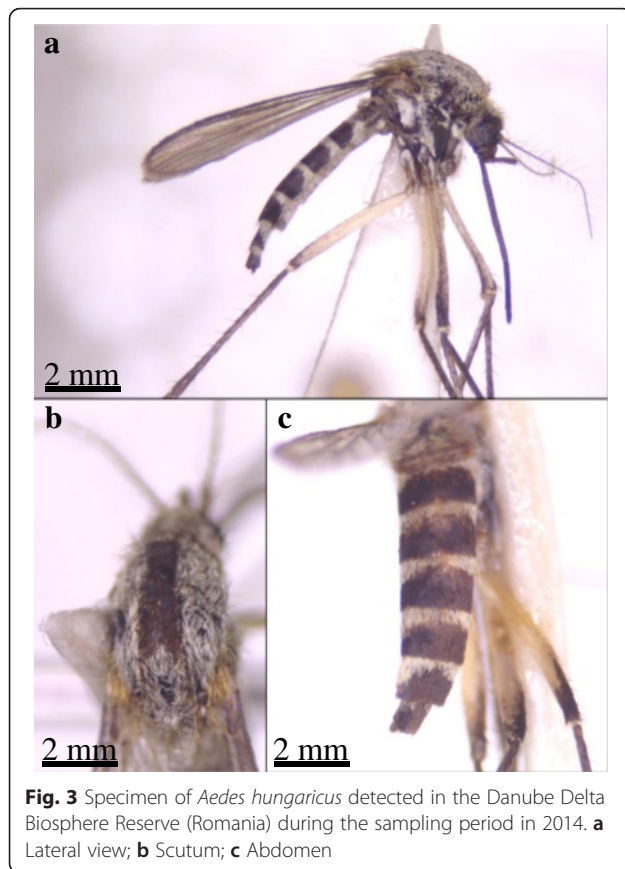 a
2 mm
b
c
2 mm
2 mm
Fig. 3 Specimen of Aedes hungaricus detected in the Danube Delta
Biosphere Reserve (Romania) during the sampling period in 2014. a
Lateral view; b Scutum; c Abdomen